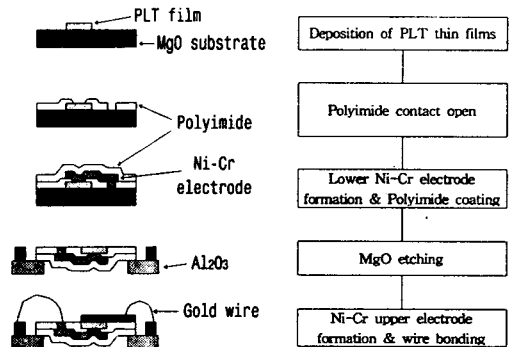 PLT film
MgO substrate
Polyimide
Ni-Cr
electrode
Al2O3
Gold wire
Deposition of PLT thin films
Polyimide contact open
Lower Ni-Cr electrode
formation & Polyimide coating
MgO etching
Ni-Cr upper electrode
formation & wire bonding